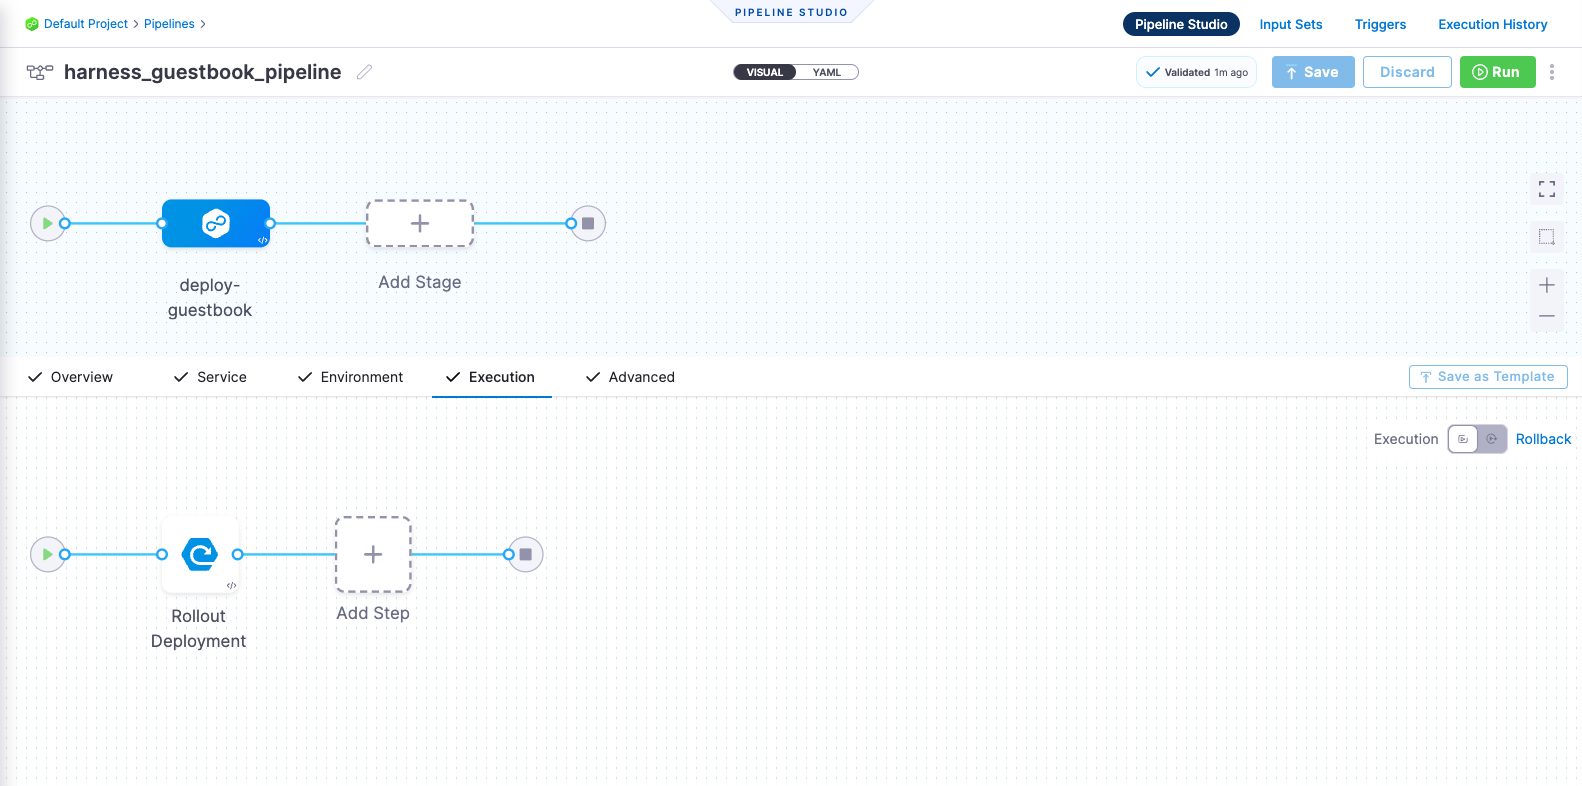 PIPELINE STUDIO
Default Project > Pipelines >
Pipeline Studio Input Sets Triggers Execution History
harness_guestbook_pipeline
VISUAL YAML
Validated 1m ago Save Discard Run
</>
deploy-
guestbook
Add Stage
Overview Service Environment Execution Advanced
Save as Template
Execution Rollback
</>
Rollout
Deployment
Add Step